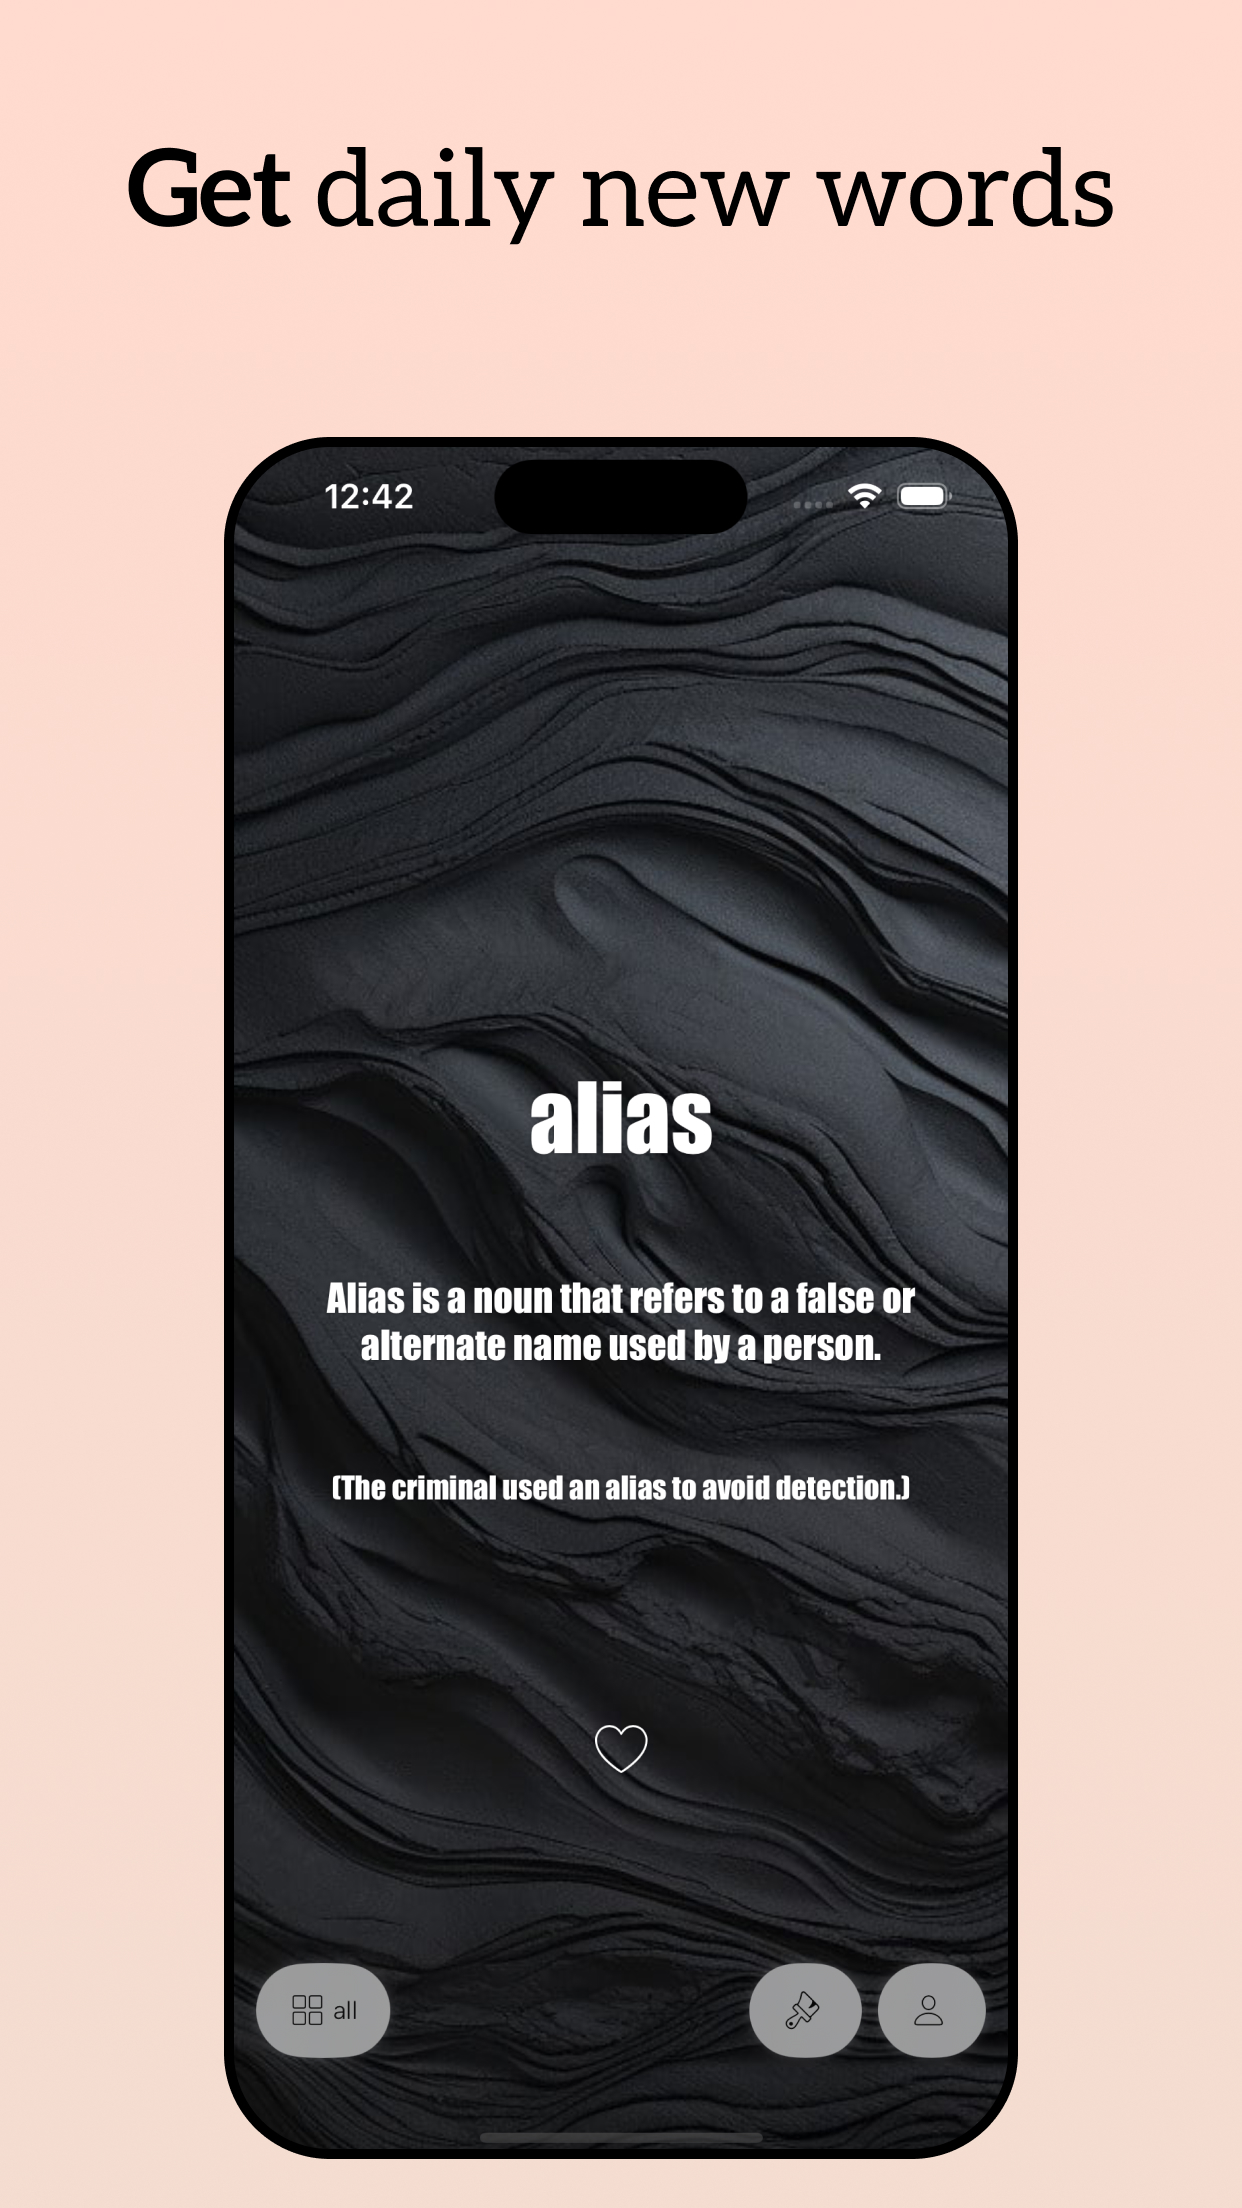 Get daily new words
12:42
alias
Alias is a noun that refers to a false or
alternate name used by a person.
(The criminal used an alias to avoid detection.)
all